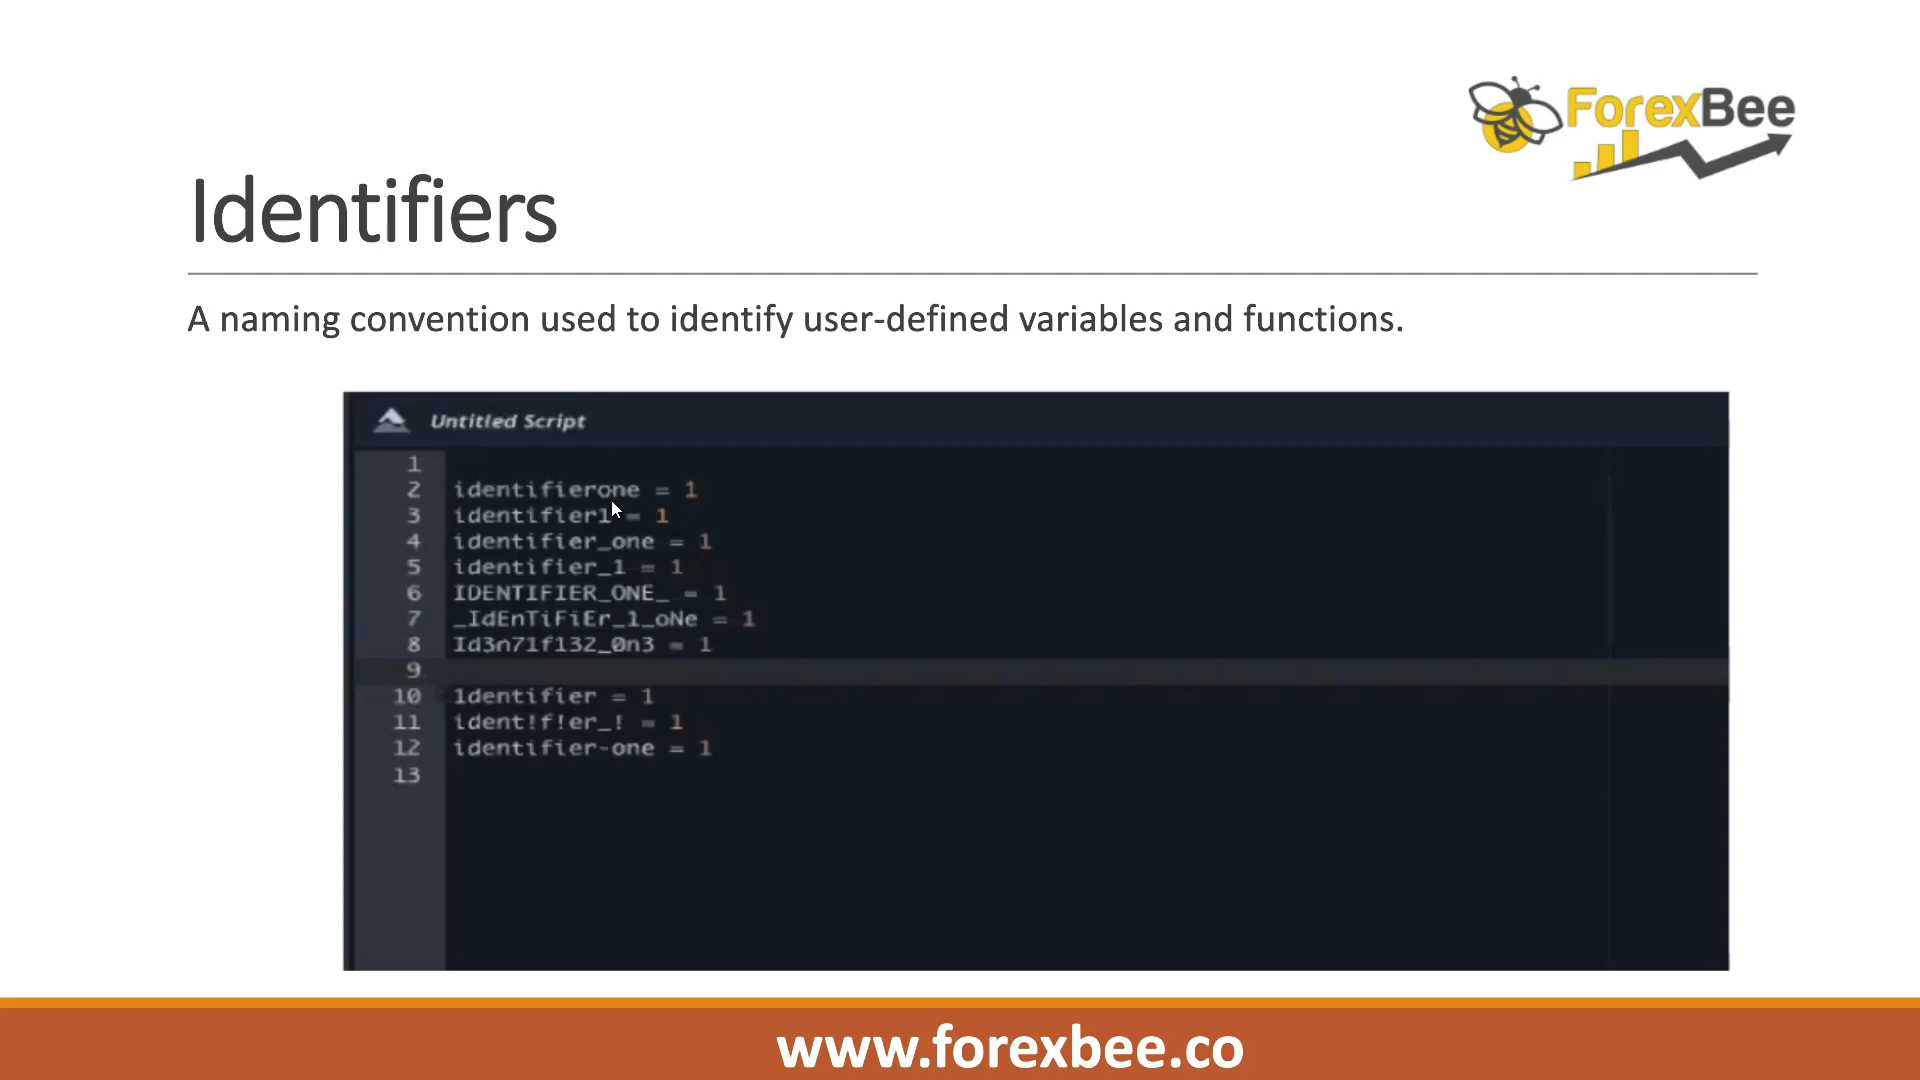 ForexBee
Identifiers
A naming convention used to identify user-defined variables and functions.
Untitled Script
1
2 identifierone = 1
3 identifier1 = 1
4 identifier_one = 1
5 identifier_1 = 1
6 IDENTIFIER_ONE_ = 1
7 _IdEnTiFiEr_1_oNe = 1
8 Id3n71f13Z_0n3 = 1
9
10 1dentifier = 1
11 ident!f!er_! = 1
12 identifier-one = 1
13
www.forexbee.co